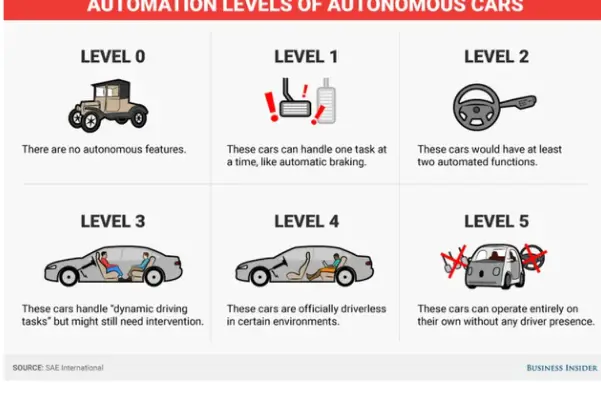 AUTOMATION LEVELS OF AUTONOMOUS CARS
LEVEL 0
There are no autonomous features.
LEVEL 1
These cars can handle one task at
a time, like automatic braking.
LEVEL 2
These cars would have at least
two automated functions.
LEVEL 3
These cars handle "dynamic driving
tasks" but might still need intervention.
LEVEL 4
These cars are officially driverless
in certain environments.
LEVEL 5
These cars can operate entirely on
their own without any driver presence.
SOURCE: SAE International
BUSINESS INSIDER